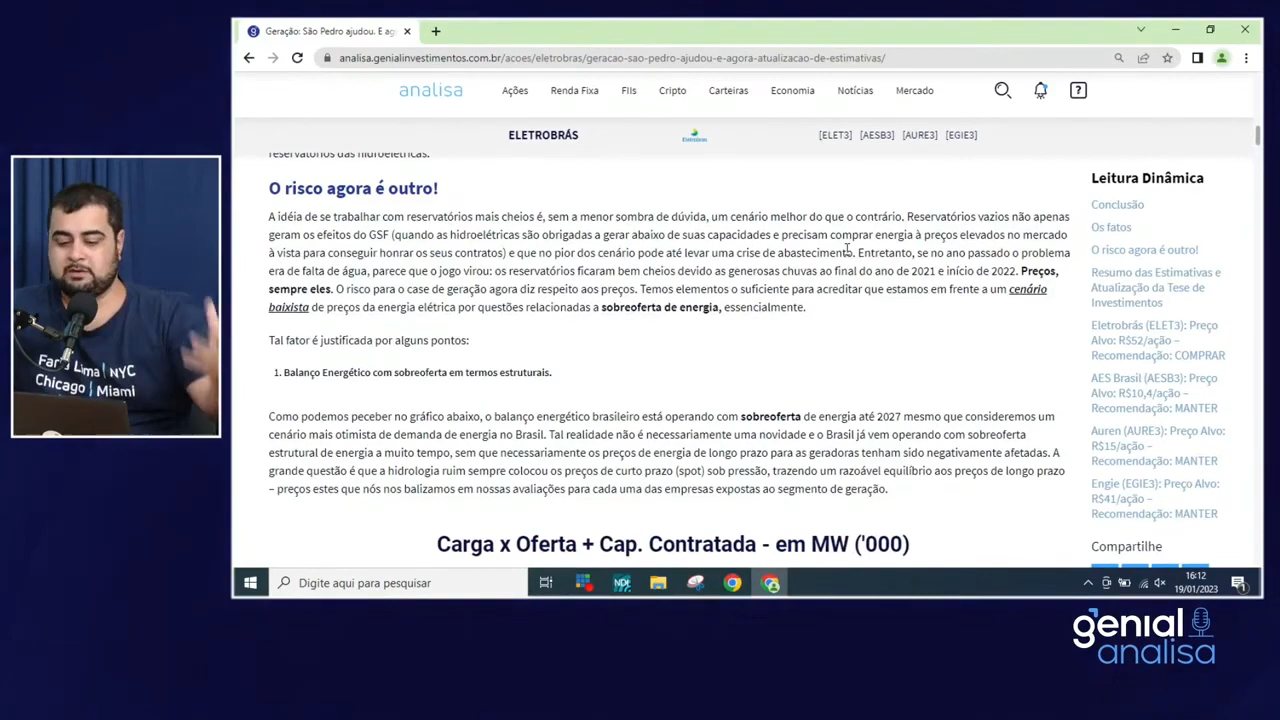 Geração: São Pedro ajudou. E ag
analisa.genialinvestimentos.com.br/acoes/eletrobras/geracao-sao-pedro-ajudou-e-agora-atualizacao-de-estimativas/
analisa
Ações
Renda Fixa
FIIs
Cripto
Carteiras
Economia
Notícias
Mercado
ELETROBRÁS
[ELET3] [AESB3] [AURE3] [EGIE3]
reservatórios das hidroelétricas.
O risco agora é outro!
A idéia de se trabalhar com reservatórios mais cheios é, sem a menor sombra de dúvida, um cenário melhor do que o contrário. Reservatórios vazios não apenas
geram os efeitos do GSF (quando as hidroelétricas são obrigadas a gerar abaixo de suas capacidades e precisam comprar energia à preços elevados no mercado
à vista para conseguir honrar os seus contratos) e que no pior dos cenário pode até levar uma crise de abastecimento. Entretanto, se no ano passado o problema
era de falta de água, parece que o jogo virou: os reservatórios ficaram bem cheios devido as generosas chuvas ao final do ano de 2021 e início de 2022. Preços,
sempre eles. O risco para o case de geração agora diz respeito aos preços. Temos elementos o suficiente para acreditar que estamos em frente a um cenário
baixista de preços da energia elétrica por questões relacionadas a sobreoferta de energia, essencialmente.
Tal fator é justificada por alguns pontos:
1. Balanço Energético com sobreoferta em termos estruturais.
Como podemos peceber no gráfico abaixo, o balanço energético brasileiro está operando com sobreoferta de energia até 2027 mesmo que consideremos um
cenário mais otimista de demanda de energia no Brasil. Tal realidade não é necessariamente uma novidade e o Brasil já vem operando com sobreoferta
estrutural de energia a muito tempo, sem que necessariamente os preços de energia de longo prazo para as geradoras tenham sido negativamente afetadas. A
grande questão é que a hidrologia ruim sempre colocou os preços de curto prazo (spot) sob pressão, trazendo um razoável equilíbrio aos preços de longo prazo
– preços estes que nós nos balizamos em nossas avaliações para cada uma das empresas expostas ao segmento de geração.
Carga x Oferta + Cap. Contratada - em MW ('000)
Leitura Dinâmica
Conclusão
Os fatos
O risco agora é outro!
Resumo das Estimativas e
Atualização da Tese de
Investimentos
Eletrobrás (ELET3): Preço
Alvo: R$52/ação –
Recomendação: COMPRAR
AES Brasil (AESB3): Preço
Alvo: R$10,4/ação –
Recomendação: MANTER
Auren (AURE3): Preço Alvo:
R$15/ação –
Recomendação: MANTER
Engie (EGIE3): Preço Alvo:
R$41/ação –
Recomendação: MANTER
Compartilhe
Digite aqui para pesquisar
16:12
19/01/2023
Faria Lima | NYC
Chicago | Miami
genial
analisa